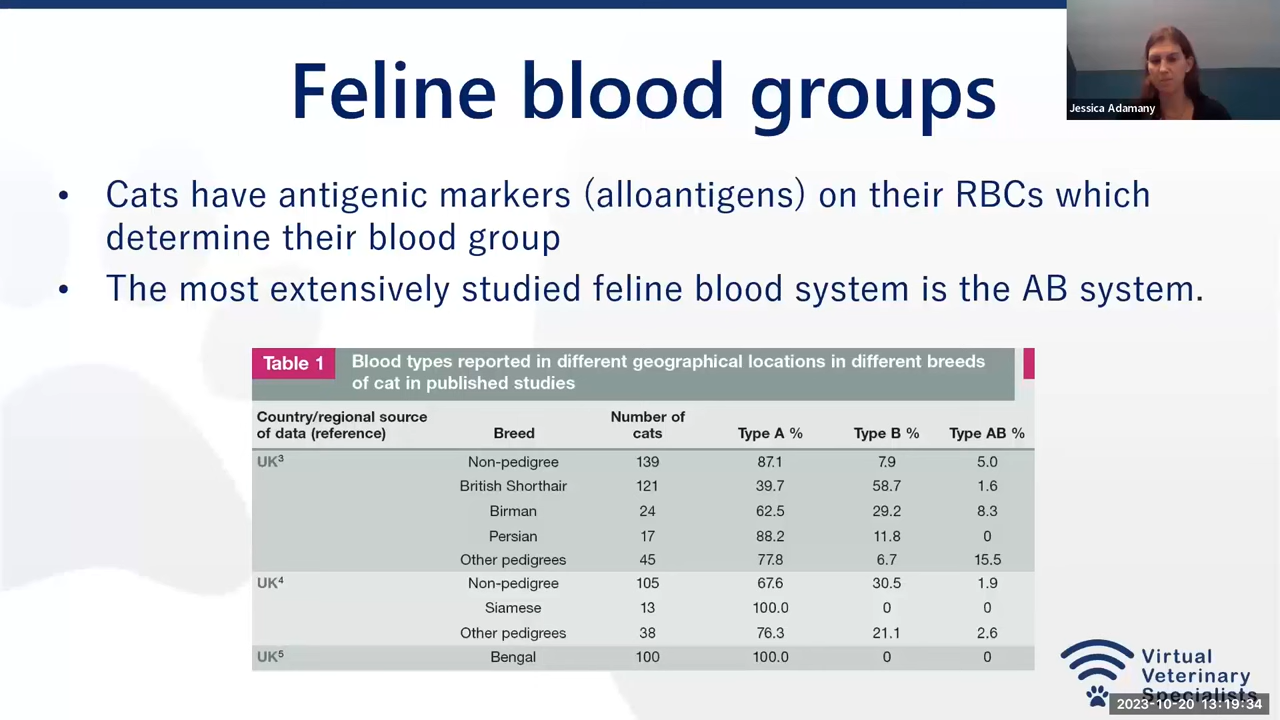 Feline blood groups
Jessica Adamany
• Cats have antigenic markers (alloantigens) on their RBCs which
determine their blood group
• The most extensively studied feline blood system is the AB system.
Table 1 Blood types reported in different geographical locations in different breeds
of cat in published studies
Country/regional source of data (reference) Breed Number of cats Type A % Type B % Type AB %
UK³ Non-pedigree 139 87.1 7.9 5.0
British Shorthair 121 39.7 58.7 1.6
Birman 24 62.5 29.2 8.3
Persian 17 88.2 11.8 0
Other pedigrees 45 77.8 6.7 15.5
UK⁴ Non-pedigree 105 67.6 30.5 1.9
Siamese 13 100.0 0 0
Other pedigrees 38 76.3 21.1 2.6
UK⁵ Bengal 100 100.0 0 0
Virtual
Veterinary
Specialists
2023-10-20 13:19:34